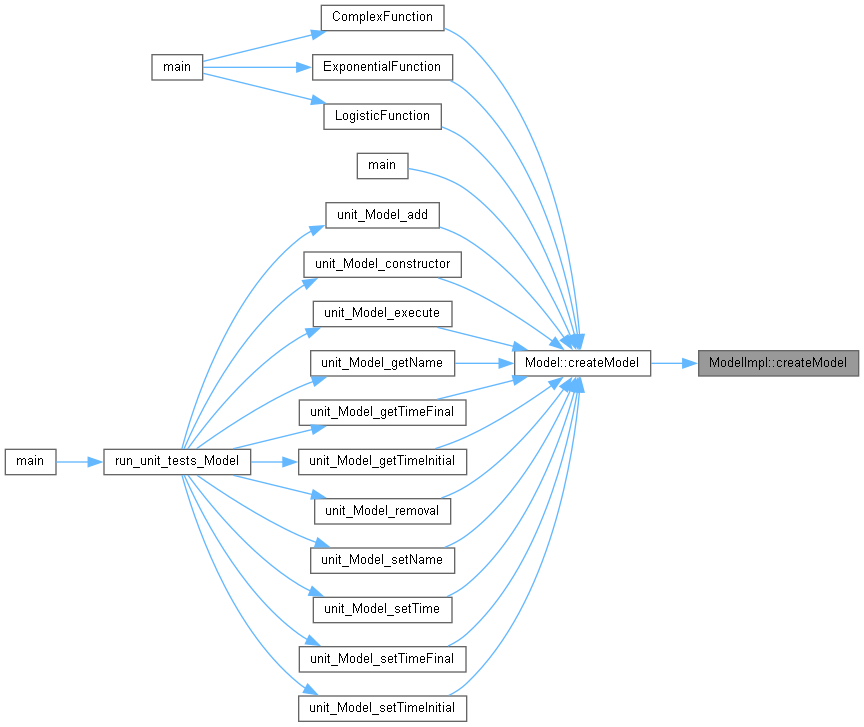 ComplexFunction
main
ExponentialFunction
LogisticFunction
main
unit_Model_add
unit_Model_constructor
unit_Model_execute
unit_Model_getName
Model::createModel
ModelImpl::createModel
unit_Model_getTimeFinal
main
run_unit_tests_Model
unit_Model_getTimeInitial
unit_Model_removal
unit_Model_setName
unit_Model_setTime
unit_Model_setTimeFinal
unit_Model_setTimeInitial